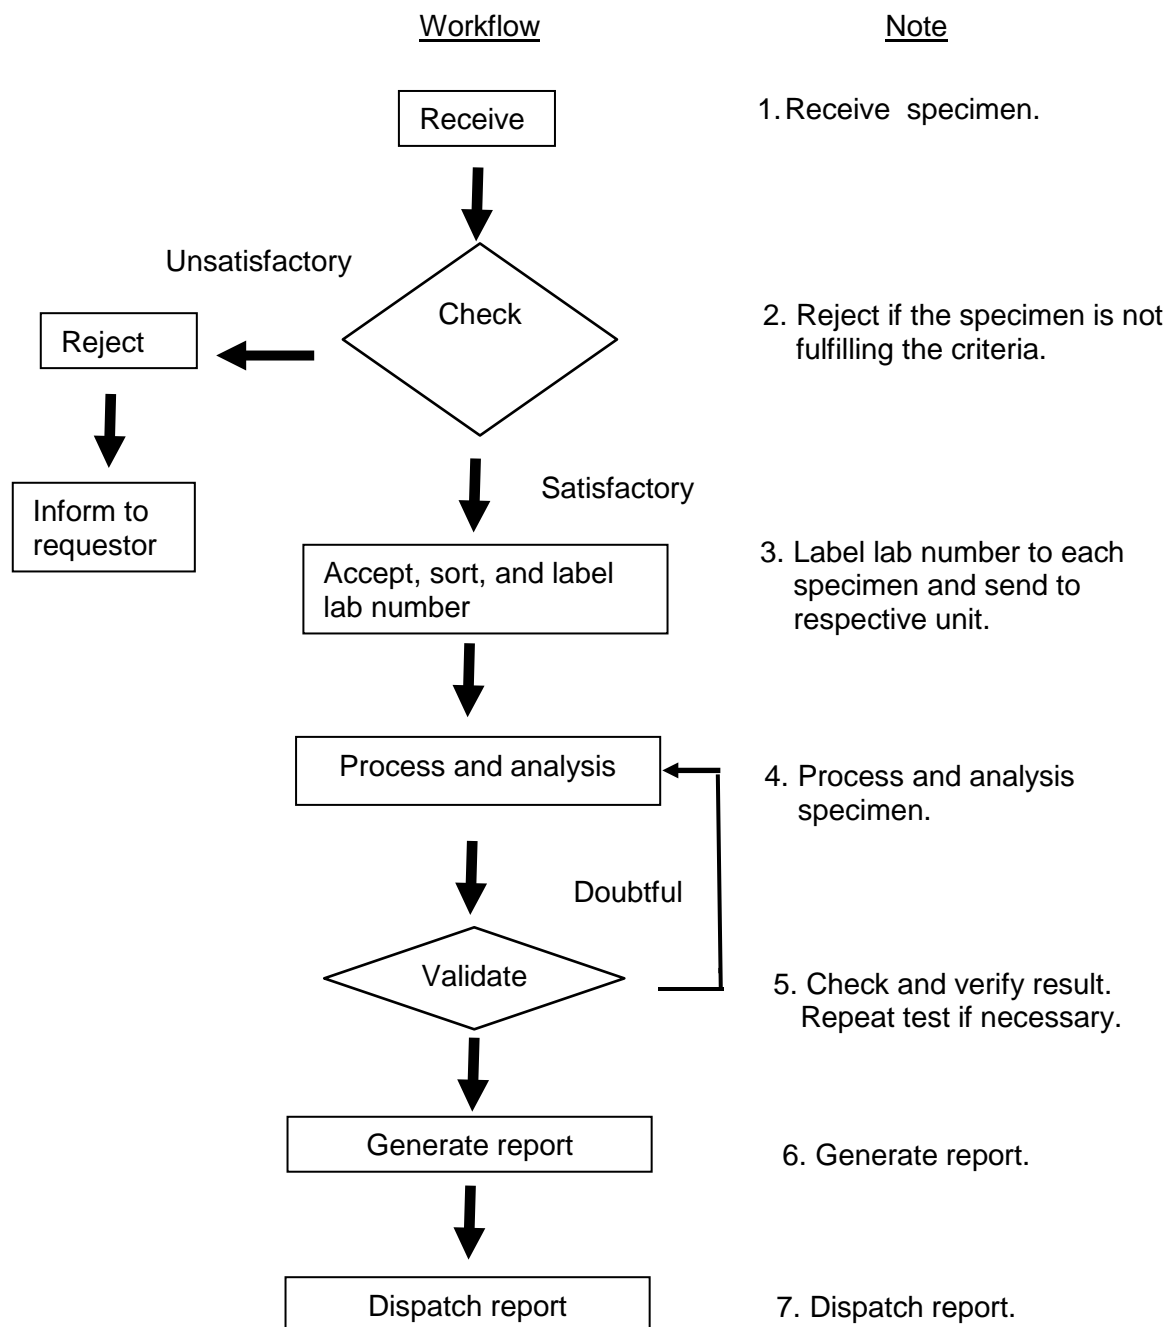 Workflow
Note
Receive
1. Receive specimen.
Unsatisfactory
Check
Reject
2. Reject if the specimen is not
fulfilling the criteria.
Satisfactory
Inform to
requestor
Accept, sort, and label
lab number
3. Label lab number to each
specimen and send to
respective unit.
Process and analysis
4. Process and analysis
specimen.
Doubtful
Validate
5. Check and verify result.
Repeat test if necessary.
Generate report
6. Generate report.
Dispatch report
7. Dispatch report.